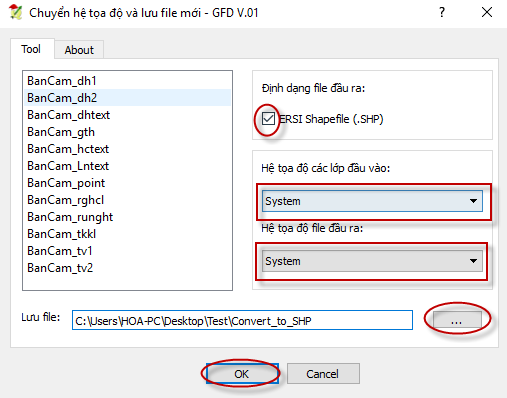 Chuyển hệ tọa độ và lưu file mới - GFD V.01
Tool
About
BanCam_dh1
BanCam_dh2
BanCam_dhtext
BanCam_gth
BanCam_hctext
BanCam_Lntext
BanCam_point
BanCam_rghcl
BanCam_runght
BanCam_tkkl
BanCam_tv1
BanCam_tv2
Định dạng file đầu ra:
ERSI Shapefile (.SHP)
Hệ tọa độ các lớp đầu vào:
System
Hệ tọa độ file đầu ra:
System
Lưu file:
C:\Users\HOA-PC\Desktop\Test\Convert_to_SHP
...
OK
Cancel